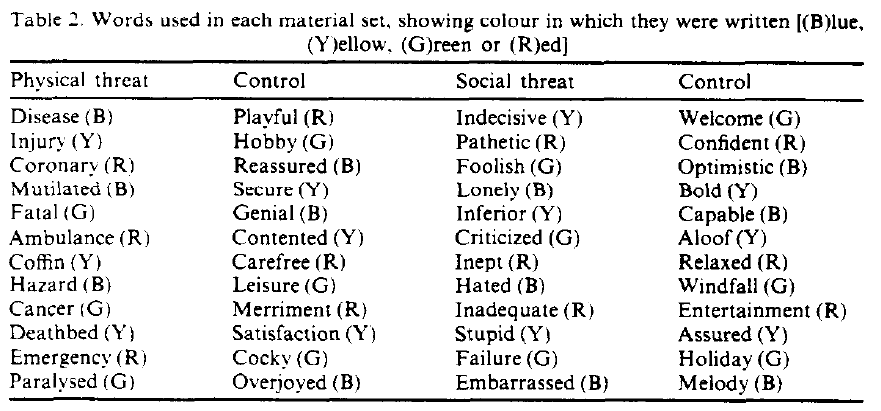 Table 2. Words used in each material set, showing colour in which they were written [(B)lue,
(Y)ellow, (G)reen or (R)ed]
Physical threat Control Social threat Control
Disease (B) Playful (R) Indecisive (Y) Welcome (G)
Injury (Y) Hobby (G) Pathetic (R) Confident (R)
Coronary (R) Reassured (B) Foolish (G) Optimistic (B)
Mutilated (B) Secure (Y) Lonely (B) Bold (Y)
Fatal (G) Genial (B) Inferior (Y) Capable (B)
Ambulance (R) Contented (Y) Criticized (G) Aloof (Y)
Coffin (Y) Carefree (R) Inept (R) Relaxed (R)
Hazard (B) Leisure (G) Hated (B) Windfall (G)
Cancer (G) Merriment (R) Inadequate (R) Entertainment (R)
Deathbed (Y) Satisfaction (Y) Stupid (Y) Assured (Y)
Emergency (R) Cocky (G) Failure (G) Holiday (G)
Paralysed (G) Overjoyed (B) Embarrassed (B) Melody (B)